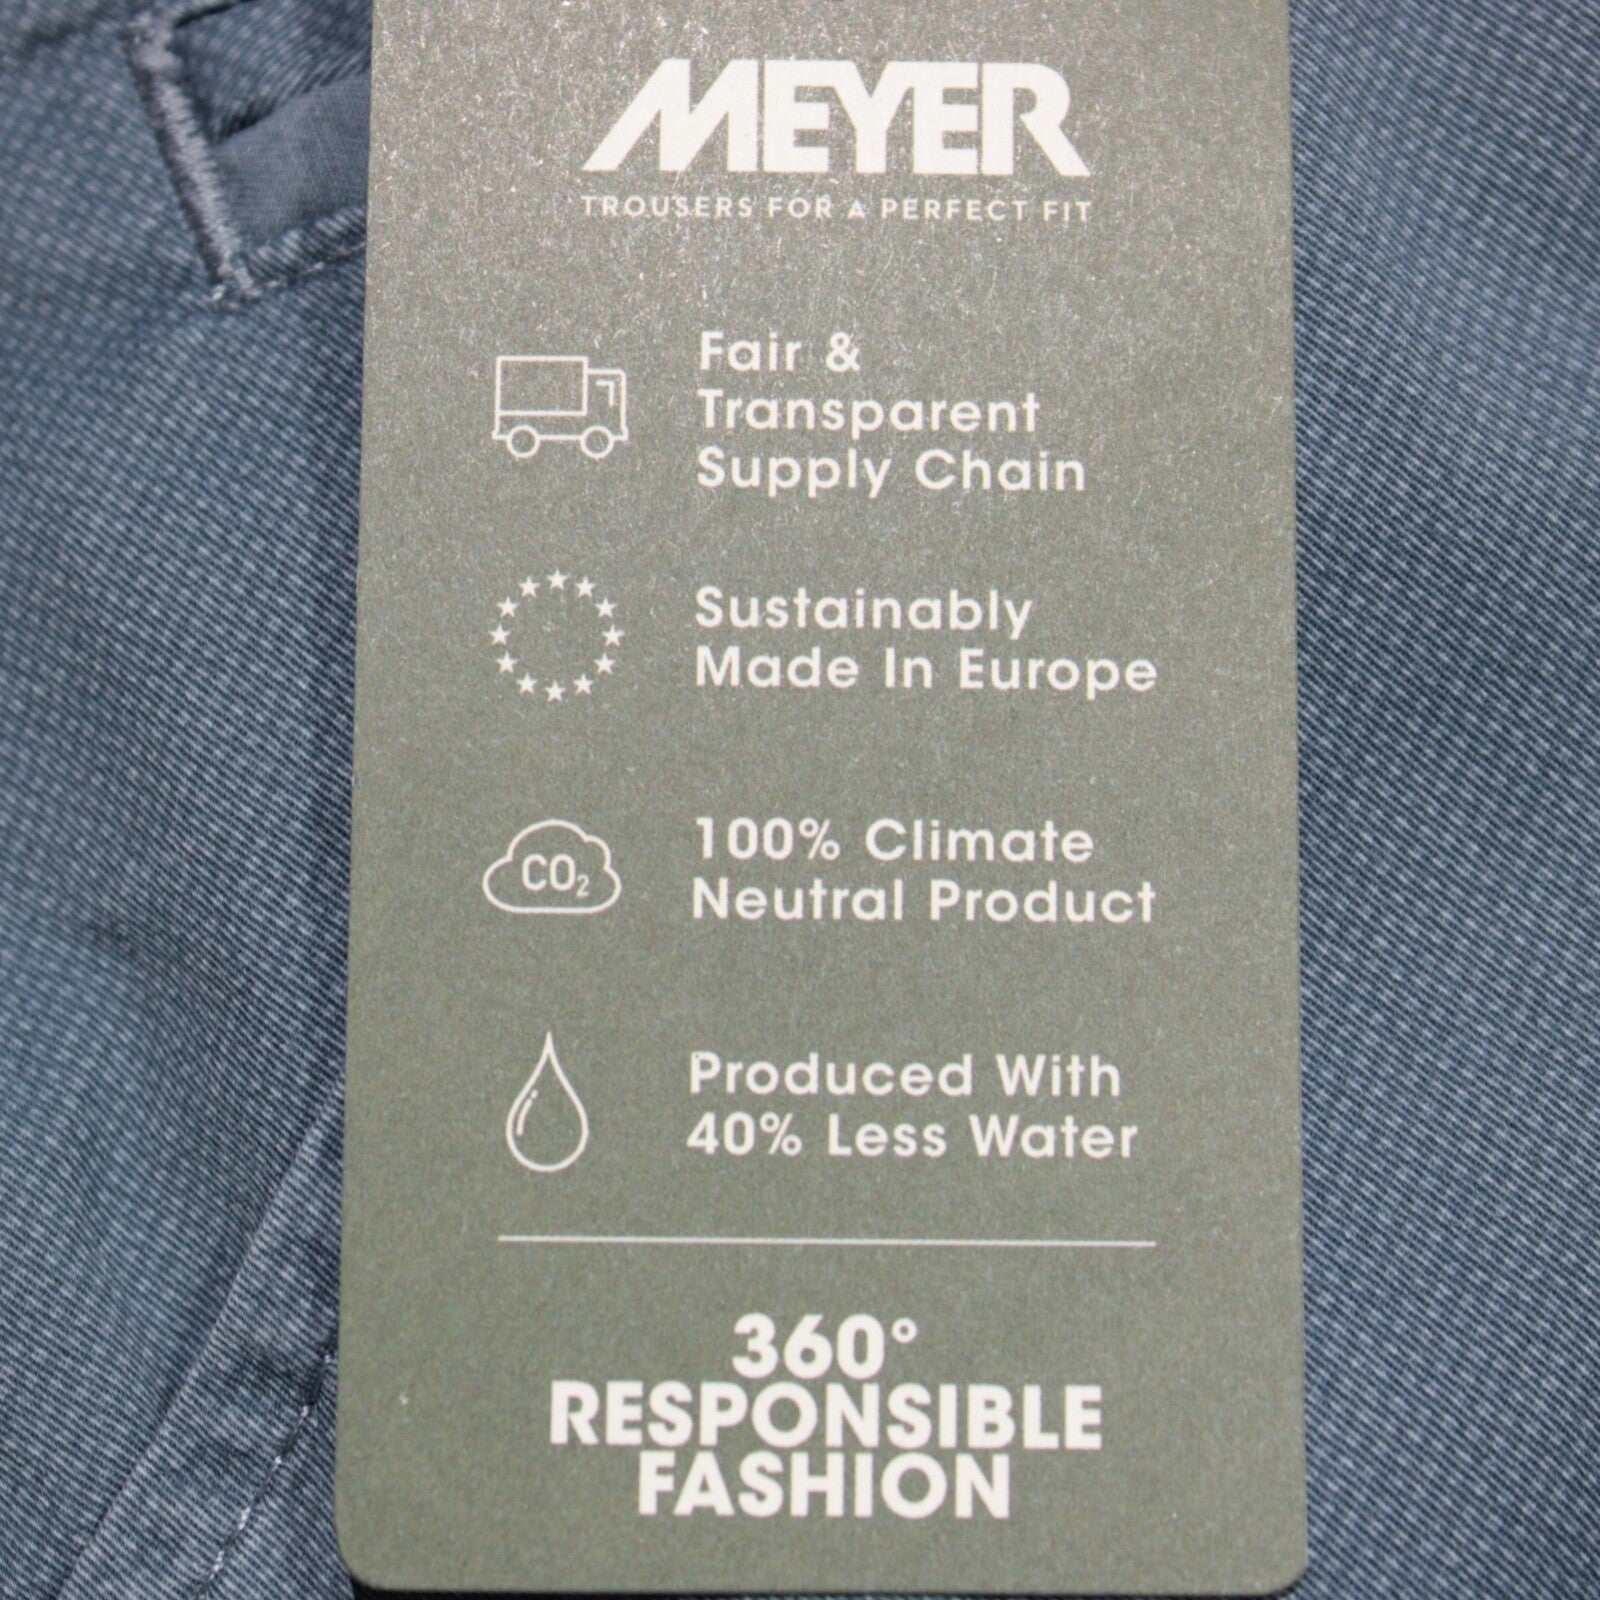 MEYER
TROUSERS FOR A PERFECT FIT
Fair &
Transparent
Supply Chain
Sustainably
Made In Europe
CO₂
100% Climate
Neutral Product
Produced With
40% Less Water
360°
RESPONSIBLE
FASHION